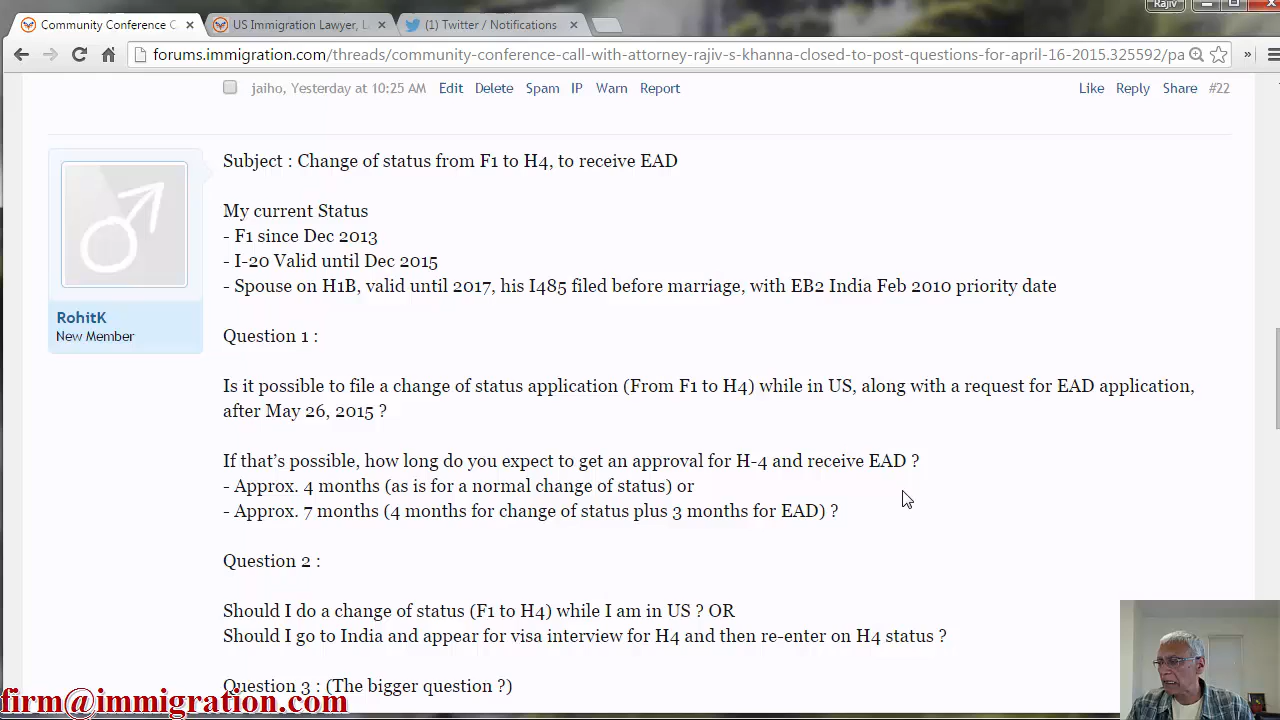 Rajiv
Community Conference C
US Immigration Lawyer, L
(1) Twitter / Notifications
forums.immigration.com/threads/community-conference-call-with-attorney-rajiv-s-khanna-closed-to-post-questions-for-april-16-2015.325592/pa
jaiho, Yesterday at 10:25 AM Edit Delete Spam IP Warn Report Like Reply Share #22
Subject : Change of status from F1 to H4, to receive EAD
My current Status
- F1 since Dec 2013
- I-20 Valid until Dec 2015
- Spouse on H1B, valid until 2017, his I485 filed before marriage, with EB2 India Feb 2010 priority date
RohitK
New Member
Question 1 :
Is it possible to file a change of status application (From F1 to H4) while in US, along with a request for EAD application,
after May 26, 2015 ?
If that's possible, how long do you expect to get an approval for H-4 and receive EAD ?
- Approx. 4 months (as is for a normal change of status) or
- Approx. 7 months (4 months for change of status plus 3 months for EAD) ?
Question 2 :
Should I do a change of status (F1 to H4) while I am in US ? OR
Should I go to India and appear for visa interview for H4 and then re-enter on H4 status ?
Question 3 : (The bigger question ?)
firm@immigration.com